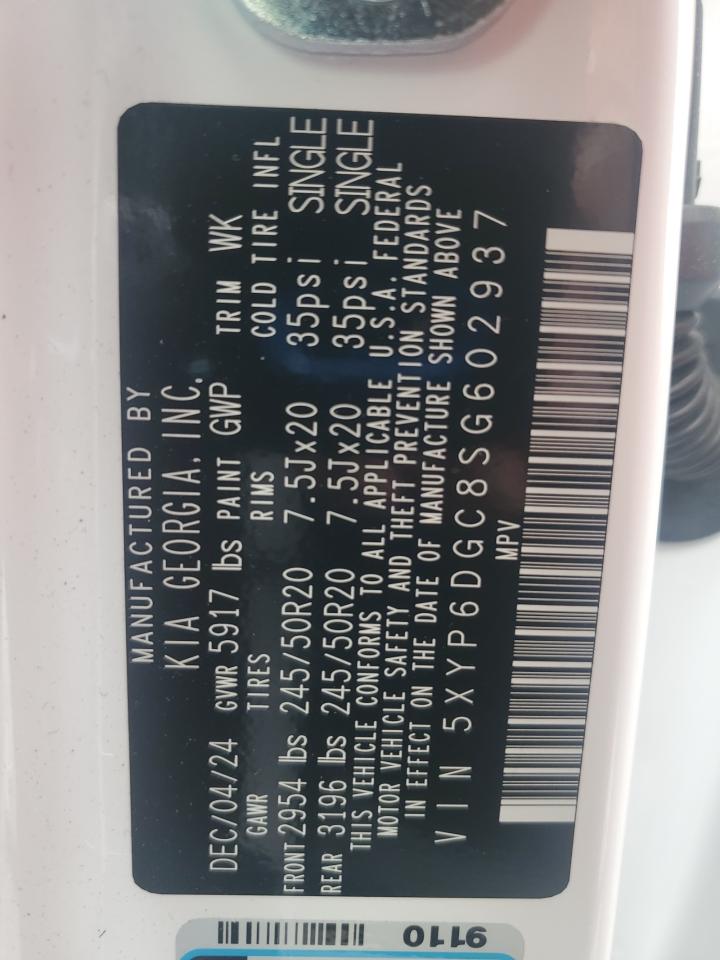 MANUFACTURED BY
KIA GEORGIA, INC.
DEC/04/24 GVWR 5917 lbs PAINT GWP TRIM WK
GAWR TIRES RIMS COLD TIRE INFL
FRONT 2954 lbs 245/50R20 7.5Jx20 35psi SINGLE
REAR 3196 lbs 245/50R20 7.5Jx20 35psi SINGLE
THIS VEHICLE CONFORMS TO ALL APPLICABLE U.S.A. FEDERAL
MOTOR VEHICLE SAFETY AND THEFT PREVENTION STANDARDS
IN EFFECT ON THE DATE OF MANUFACTURE SHOWN ABOVE
VIN 5XYP6DGC8SG602937
MPV
9110